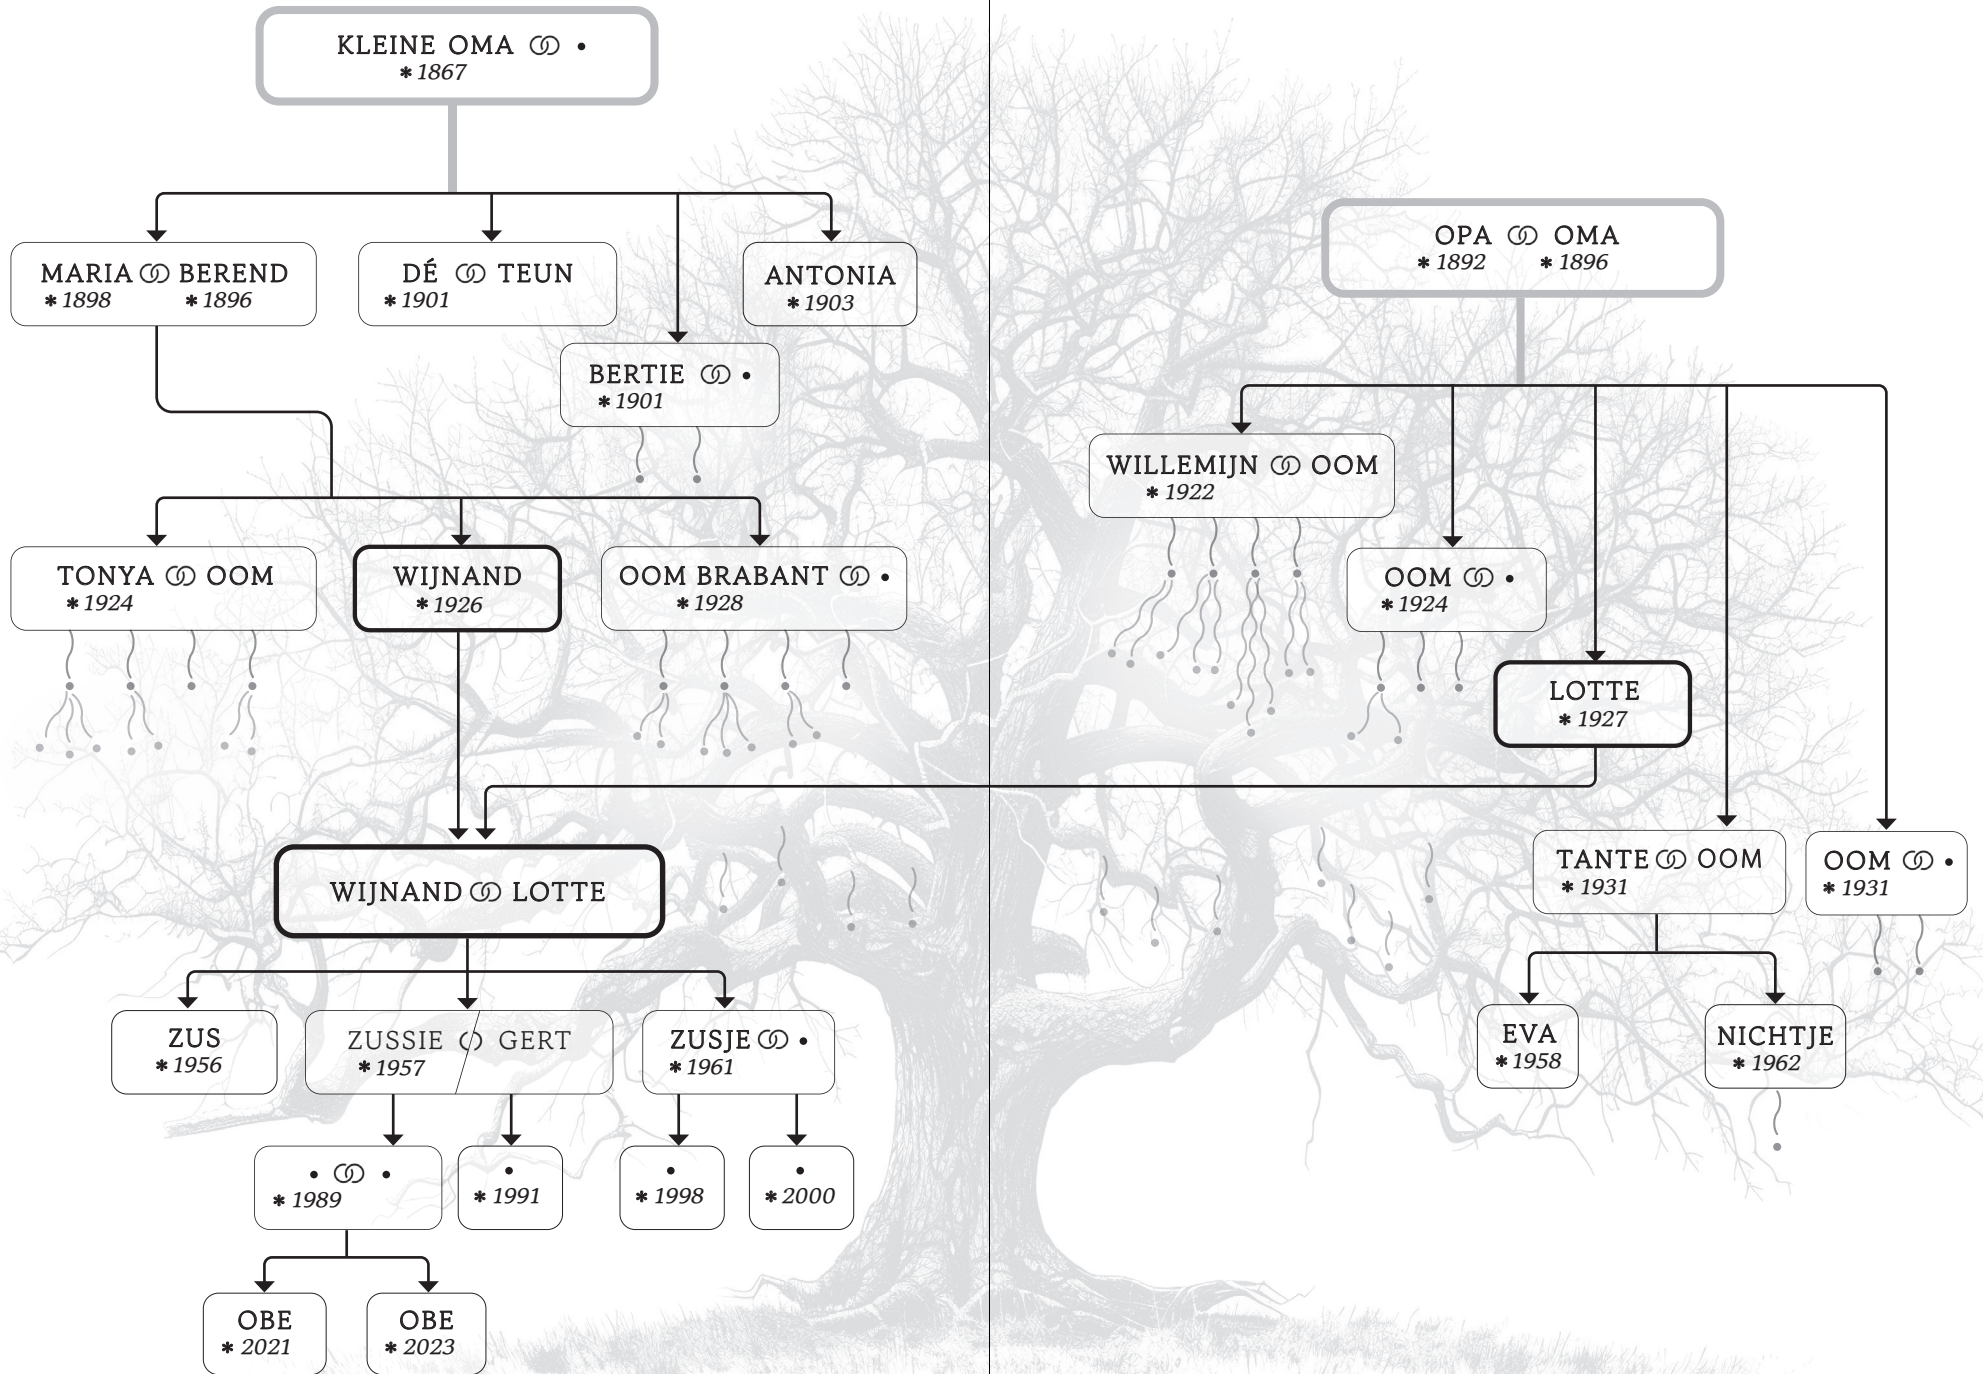 KLEINE OMA ⚭ •
* 1867
MARIA ⚭ BEREND
* 1898 * 1896
DÉ ⚭ TEUN
* 1901
ANTONIA
* 1903
BERTIE ⚭ •
* 1901
OPA ⚭ OMA
* 1892 * 1896
WILLEMIJN ⚭ OOM
* 1922
TONYA ⚭ OOM
* 1924
WIJNAND
* 1926
OOM BRABANT ⚭ •
* 1928
OOM ⚭ •
* 1924
LOTTE
* 1927
WIJNAND ⚭ LOTTE
TANTE ⚭ OOM
* 1931
OOM ⚭ •
* 1931
ZUS
* 1956
ZUSSIE GERT
* 1957
ZUSJE ⚭ •
* 1961
EVA
* 1958
NICHTJE
* 1962
• ⚭ •
* 1989
•
* 1991
•
* 1998
•
* 2000
OBE
* 2021
OBE
* 2023